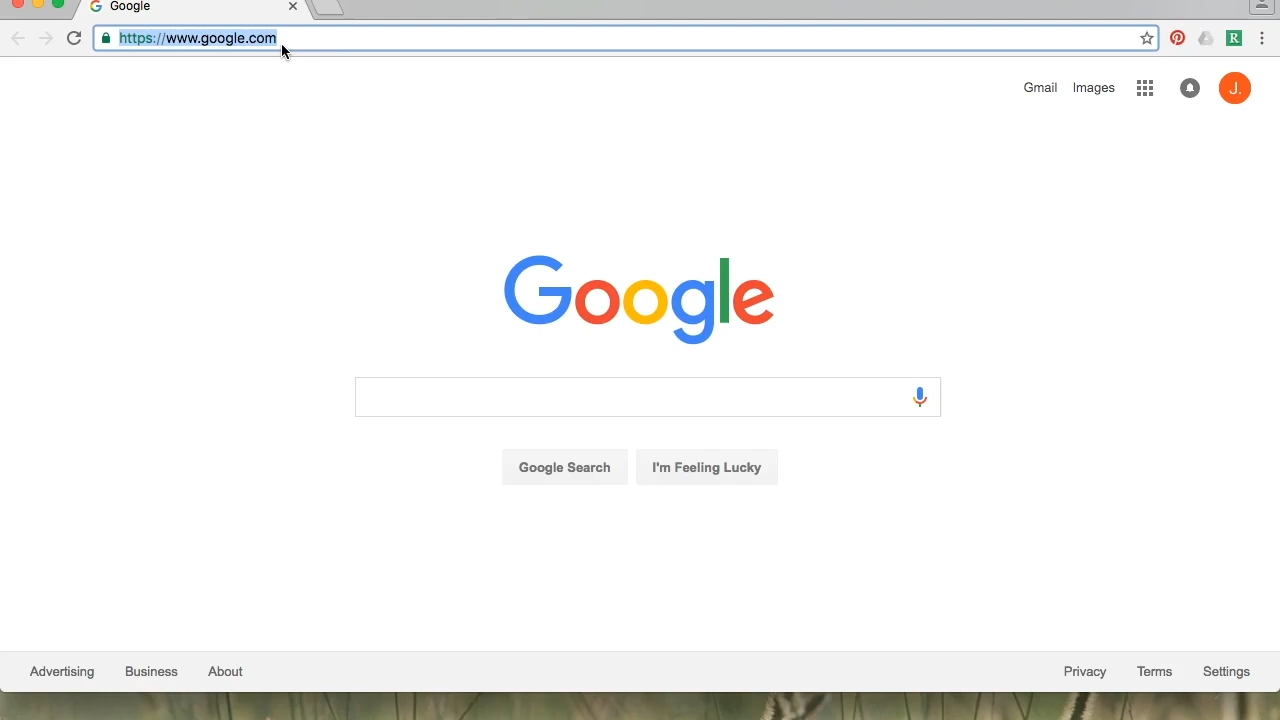 Google
https://www.google.com
R
Gmail Images J.
Google
Google Search I'm Feeling Lucky
Advertising Business About Privacy Terms Settings